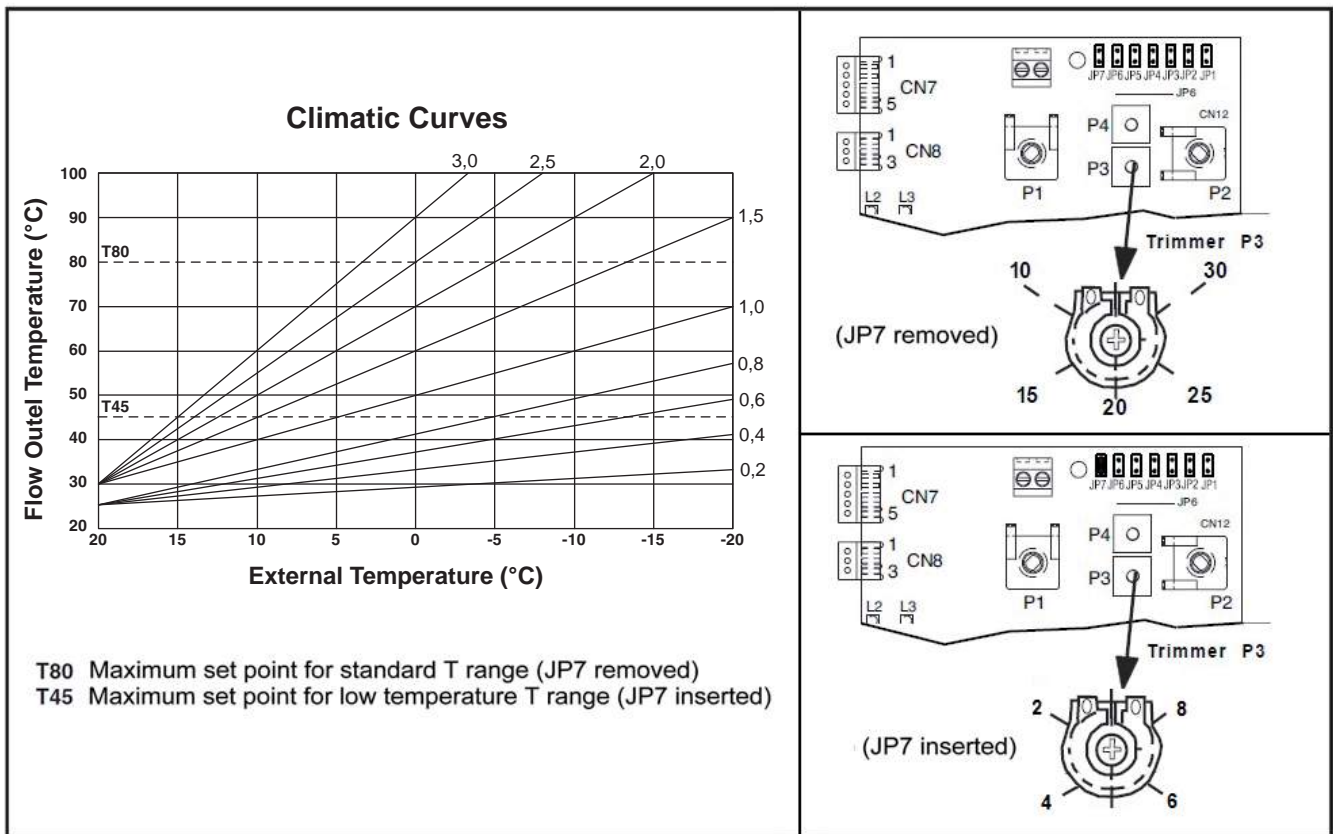 Climatic Curves
3,0
2,5
2,0
100
90
80
70
60
50
40
30
20
T80
T45
1,5
1,0
0,8
0,6
0,4
0,2
20 15 10 5 0 -5 -10 -15 -20
Flow Outel Temperature (°C)
External Temperature (°C)
T80 Maximum set point for standard T range (JP7 removed)
T45 Maximum set point for low temperature T range (JP7 inserted)
1
CN7
5
1
CN8
3
L2 L3
JP7 JP6 JP5 JP4 JP3 JP2 JP1
JP6
P4
CN12
P3
P1
P2
Trimmer P3
10
30
(JP7 removed)
15
20
25
1
CN7
5
1
CN8
3
L2 L3
JP7 JP6 JP5 JP4 JP3 JP2 JP1
JP6
P4
CN12
P3
P1
P2
Trimmer P3
2
8
(JP7 inserted)
4
6